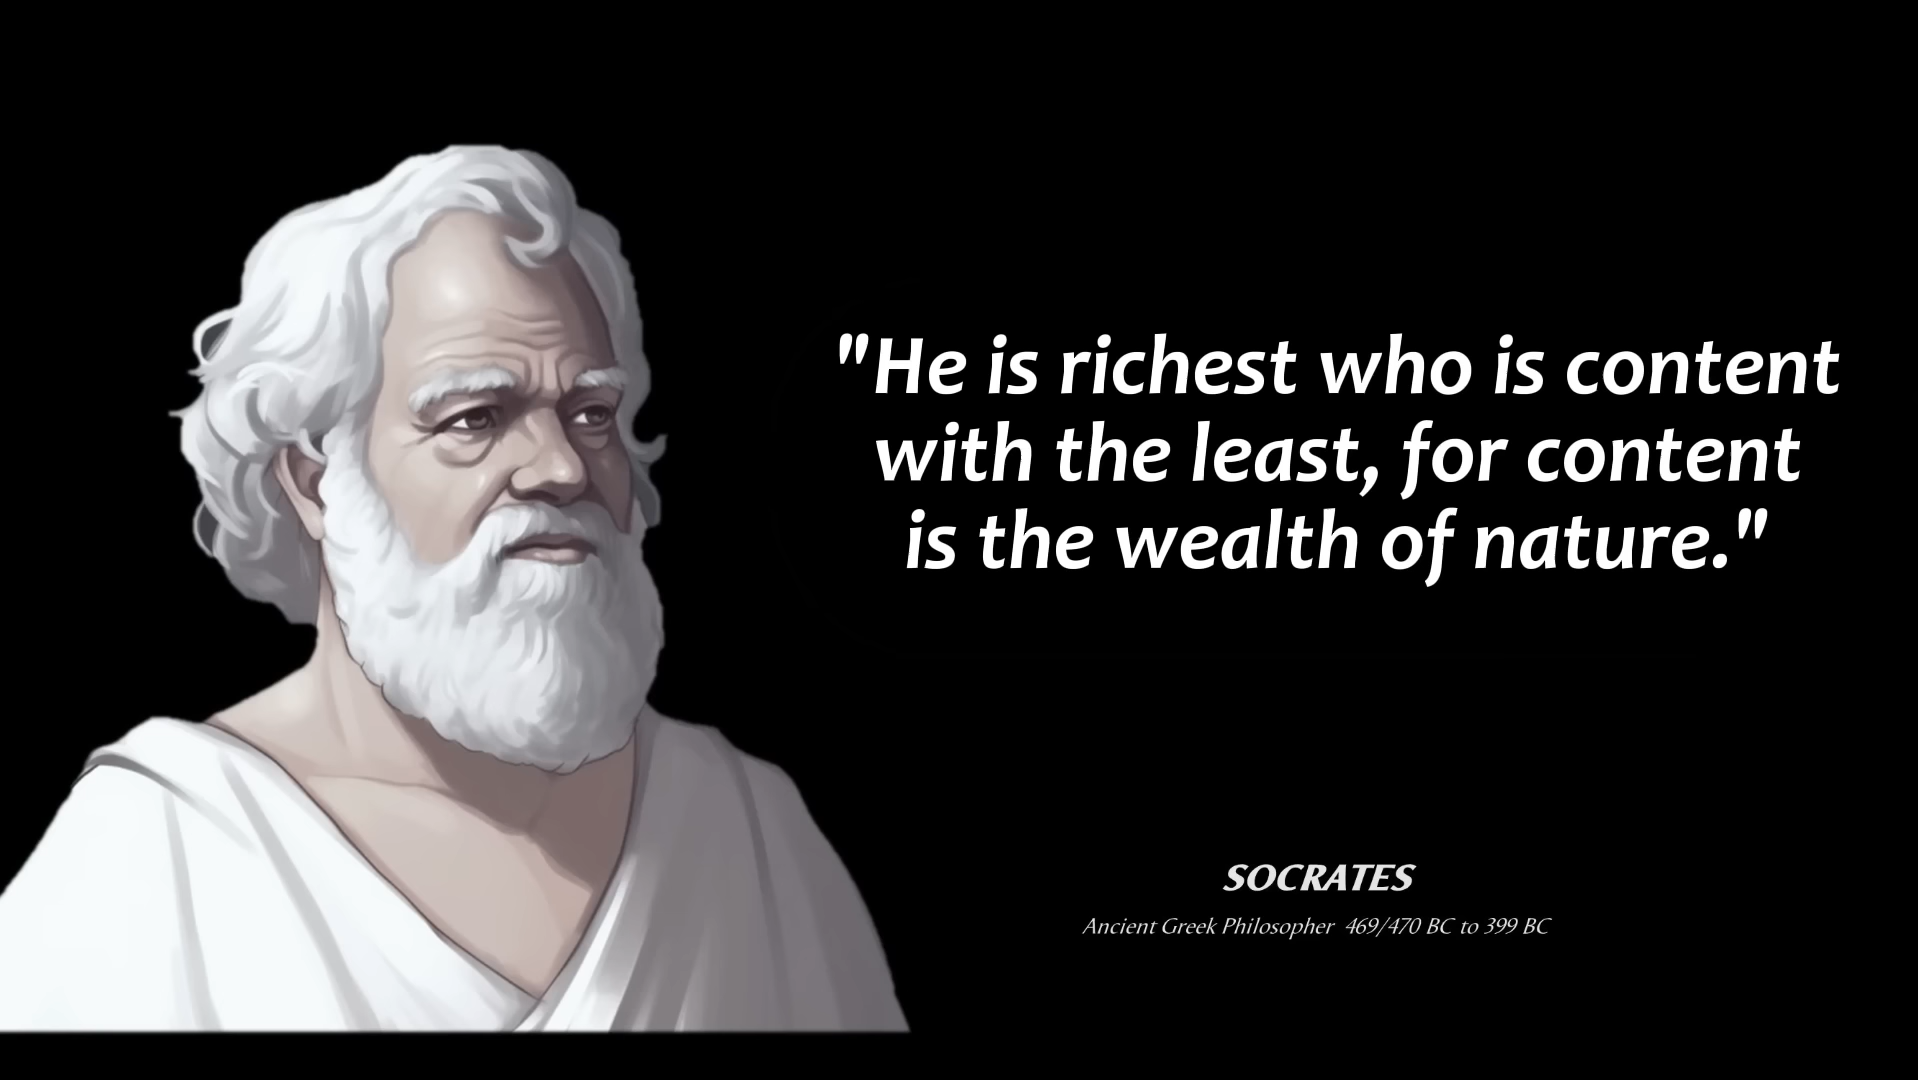 "He is richest who is content
with the least, for content
is the wealth of nature."
SOCRATES
Ancient Greek Philosopher 469/470 BC to 399 BC